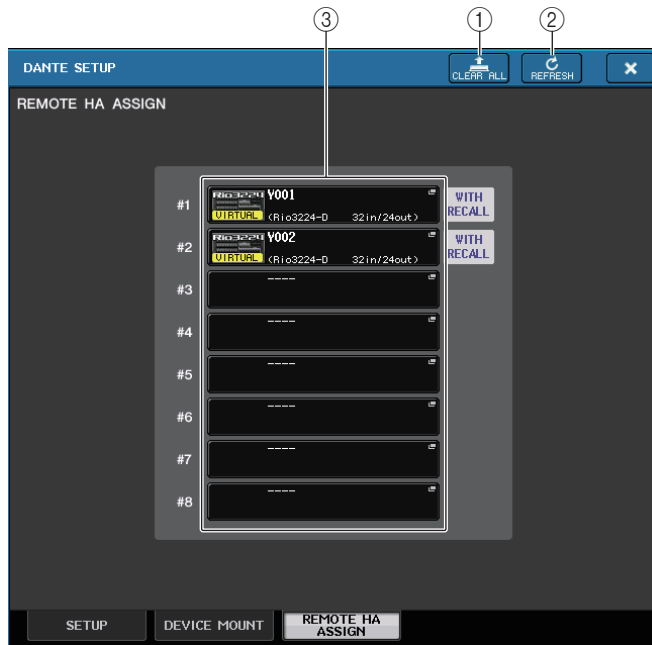 ③ ① ②
DANTE SETUP
CLEAR ALL
REFRESH
REMOTE HA ASSIGN
#1
Rio3224
VIRTUAL
Y001
(Rio3224-D 32in/24out)
WITH
RECALL
#2
Rio3224
VIRTUAL
Y002
(Rio3224-D 32in/24out)
WITH
RECALL
#3 ----
#4 ----
#5 ----
#6 ----
#7 ----
#8 ----
SETUP
DEVICE MOUNT
REMOTE HA
ASSIGN